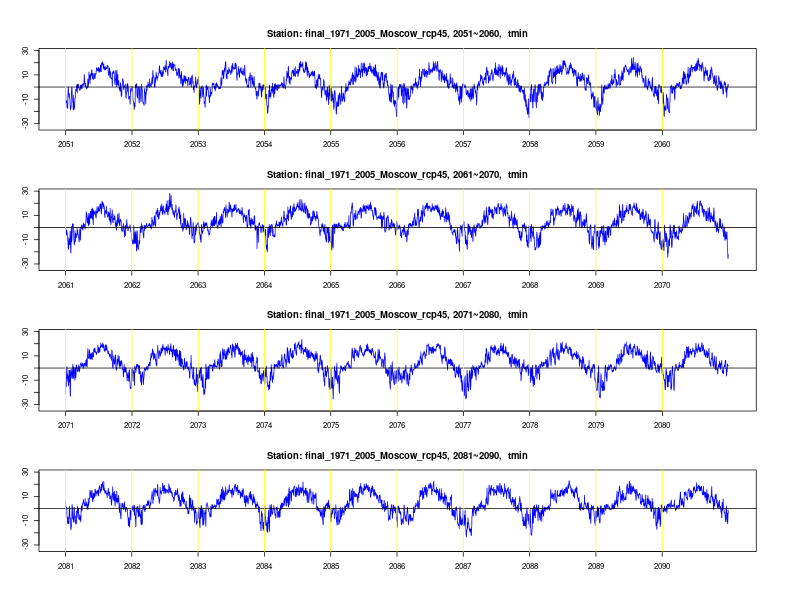 Station: final_1971_2005_Moscow_rcp45, 2051~2060, tmin
30
10
-10
-30
2051 2052 2053 2054 2055 2056 2057 2058 2059 2060
Station: final_1971_2005_Moscow_rcp45, 2061~2070, tmin
30
10
-10
-30
2061 2062 2063 2064 2065 2066 2067 2068 2069 2070
Station: final_1971_2005_Moscow_rcp45, 2071~2080, tmin
30
10
-10
-30
2071 2072 2073 2074 2075 2076 2077 2078 2079 2080
Station: final_1971_2005_Moscow_rcp45, 2081~2090, tmin
30
10
-10
-30
2081 2082 2083 2084 2085 2086 2087 2088 2089 2090